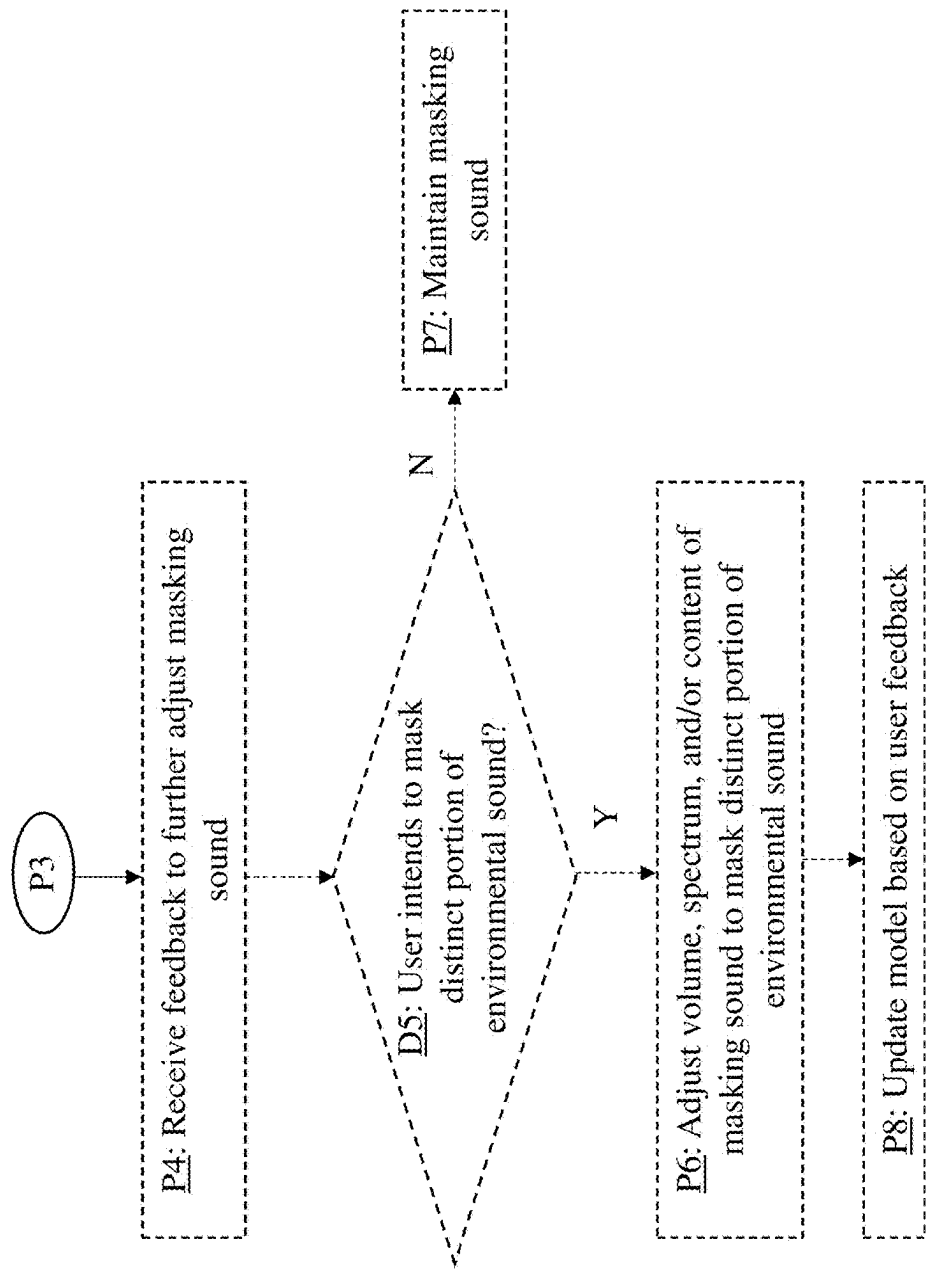 P3
P4: Receive feedback to further adjust masking
sound
D5: User intends to mask
distinct portion of
environmental sound?
N
P7: Maintain masking
sound
Y
P6: Adjust volume, spectrum, and/or content of
masking sound to mask distinct portion of
environmental sound
P8: Update model based on user feedback